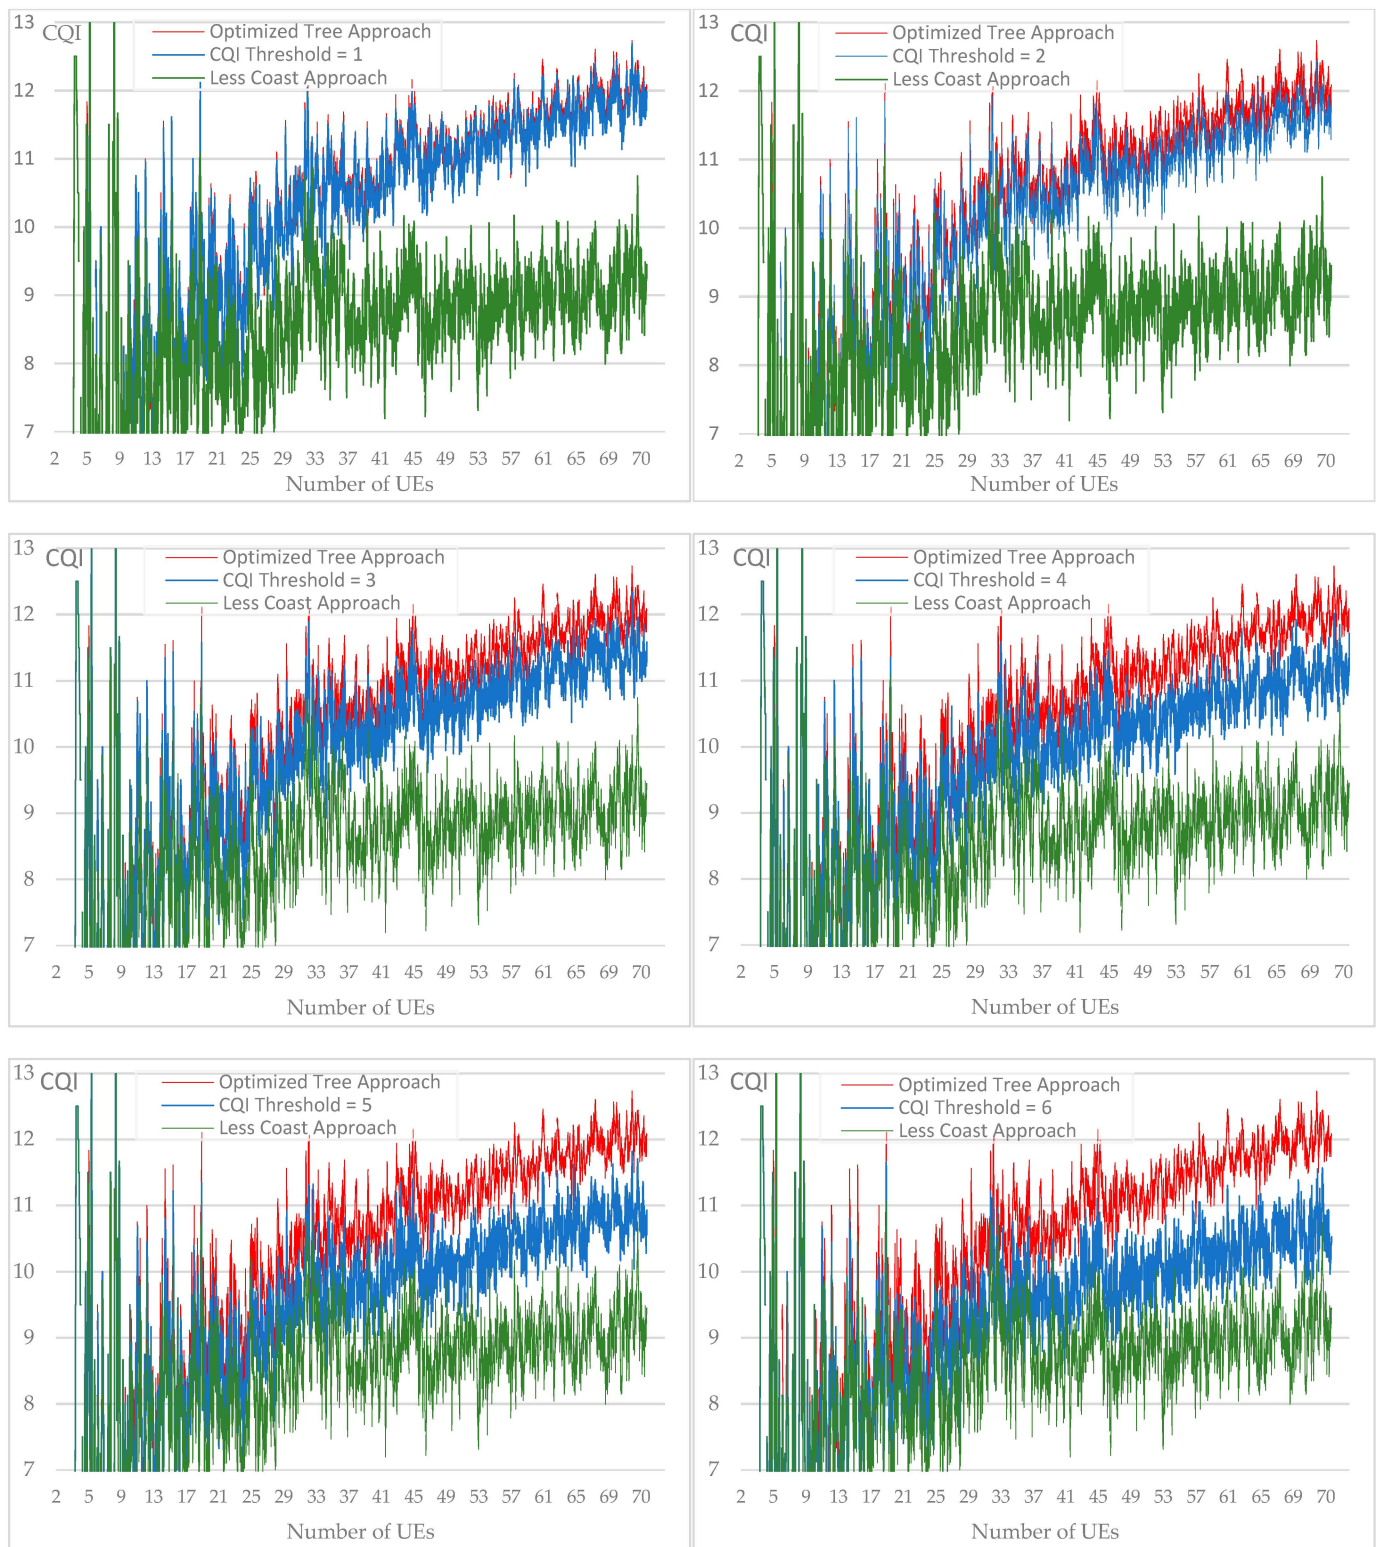 13
CQI
Optimized Tree Approach
CQI Threshold = 1
Less Coast Approach
12
11
10
9
8
7
2 5 9 13 17 21 25 29 33 37 41 45 49 53 57 61 69 70
Number of UEs
13
CQI
Optimized Tree Approach
CQI Threshold = 2
Less Coast Approach
12
11
10
9
8
7
2 5 9 13 17 21 25 29 33 37 41 45 49 53 57 61 69 70
Number of UEs
13
CQI
Optimized Tree Approach
CQI Threshold = 3
Less Coast Approach
12
11
10
9
8
7
2 5 9 13 17 21 25 29 33 37 41 45 49 53 57 61 65 70
Number of UEs
13
CQI
Optimized Tree Approach
CQI Threshold = 4
Less Coast Approach
12
11
10
9
8
7
2 5 9 13 17 21 25 29 33 37 41 45 49 53 57 61 65 70
Number of UEs
13
CQI
Optimized Tree Approach
CQI Threshold = 5
Less Coast Approach
12
11
10
9
8
7
2 5 9 13 17 21 25 29 33 37 41 45 49 53 57 61 65 70
Number of UEs
13
CQI
Optimized Tree Approach
CQI Threshold = 6
Less Coast Approach
12
11
10
9
8
7
2 5 9 13 17 21 25 29 33 37 41 45 49 53 57 61 69 70
Number of UEs